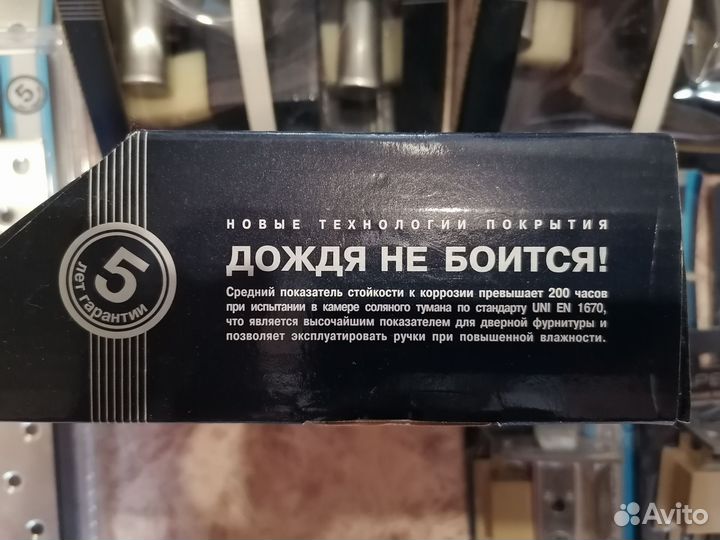 НОВЫЕ ТЕХНОЛОГИИ ПОКРЫТИЯ
ДОЖДЯ НЕ БОИТСЯ!
Средний показатель стойкости к коррозии превышает 200 часов
при испытании в камере соляного тумана по стандарту UNI EN 1670,
что является высочайшим показателем для дверной фурнитуры и
позволяет эксплуатировать ручки при повышенной влажности.
5
лет гарантии
5
Avito